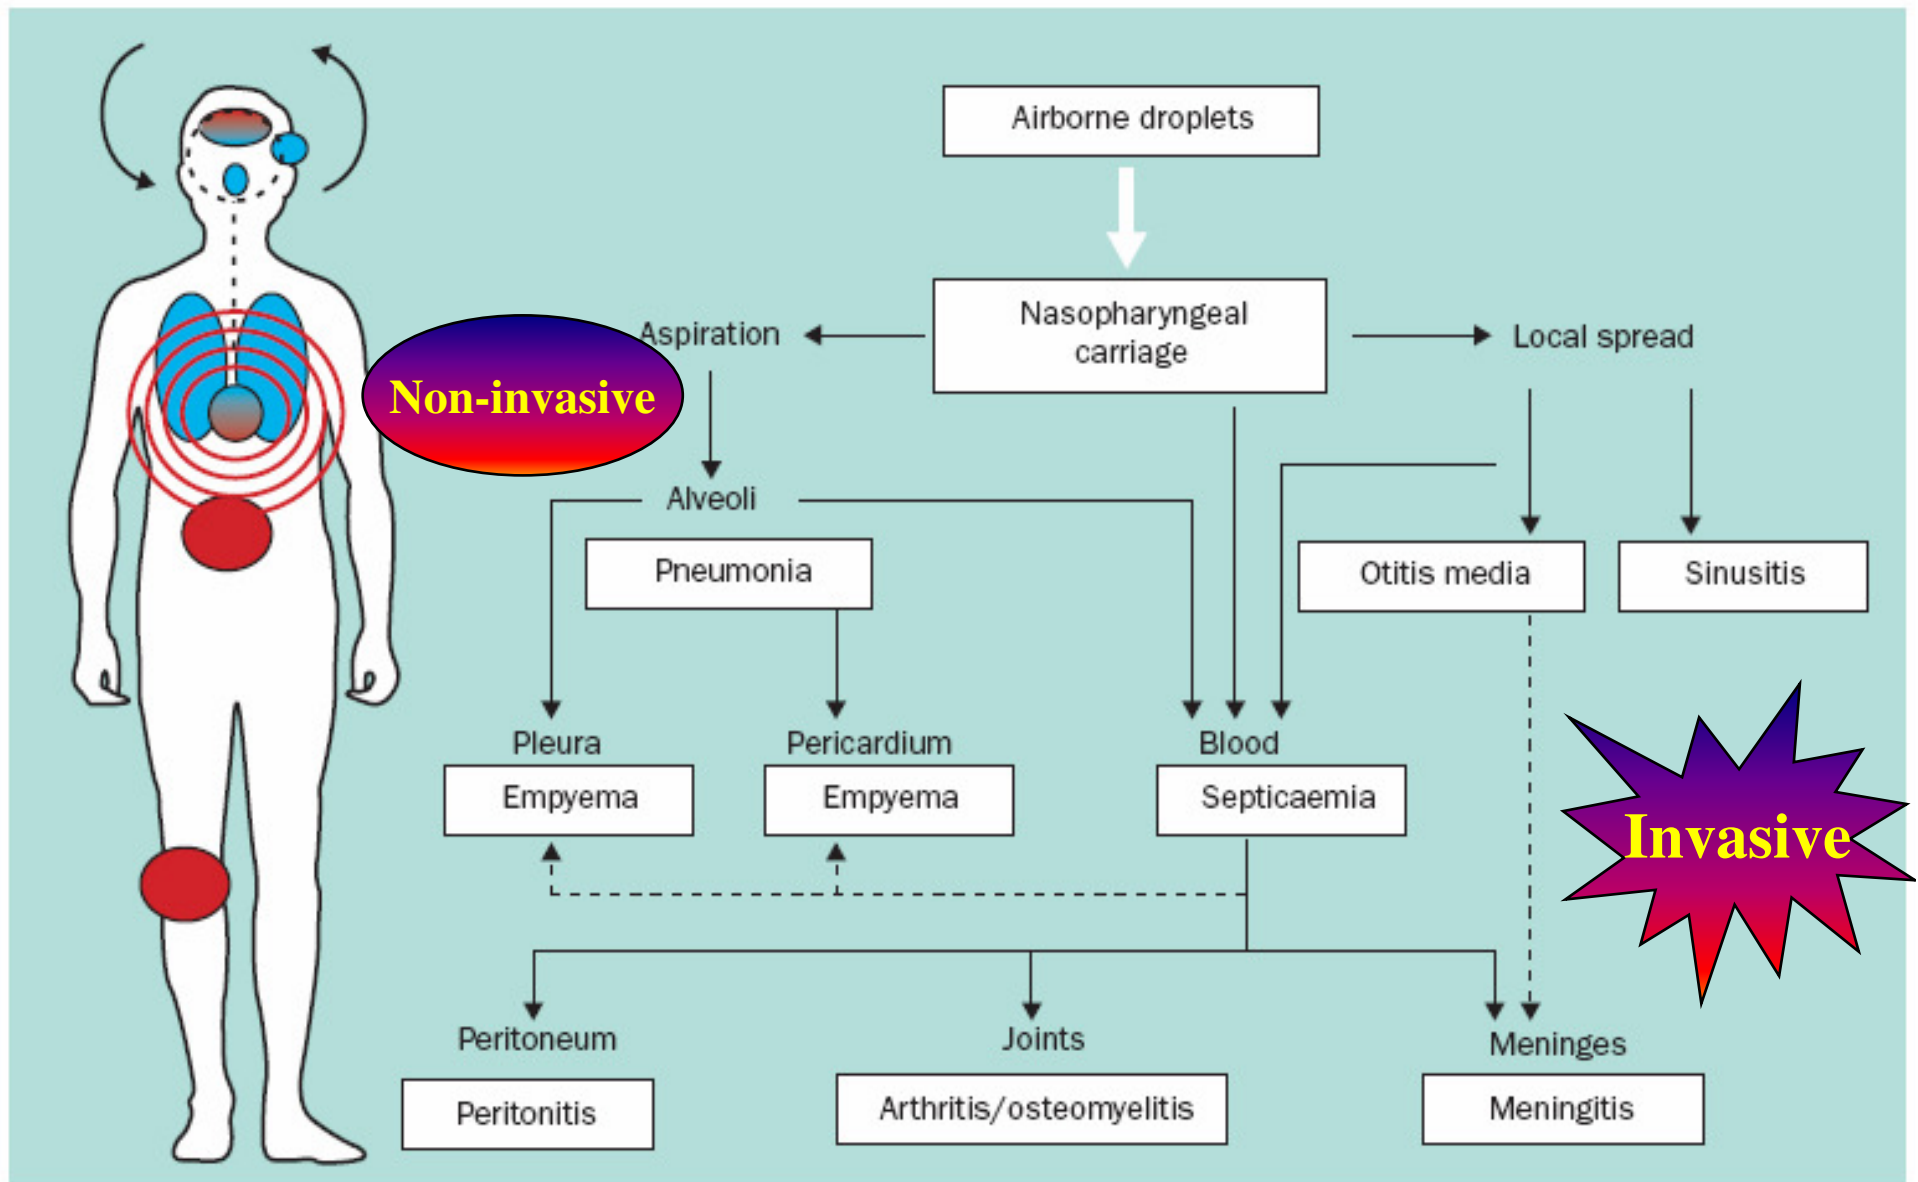 Airborne droplets
Nasopharyngeal
carriage
Aspiration
Local spread
Non-invasive
Alveoli
Pneumonia
Otitis media
Sinusitis
Pleura
Pericardium
Blood
Empyema
Empyema
Septicaemia
Invasive
Peritoneum
Joints
Meninges
Peritonitis
Arthritis/osteomyelitis
Meningitis